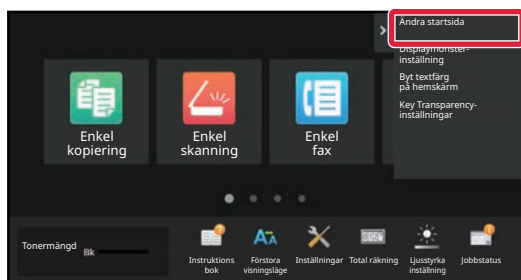 Ändra startsida
Displaymönster-
inställning
Byt textfärg
på hemskärm
Key Transparency-
inställningar
Enkel
kopiering
Enkel
skanning
Enkel
fax
Tonermängd
Bk
Instruktions
bok
Förstora
visningsläge
Inställningar
Total räkning
Ljusstyrka
inställning
Jobbstatus